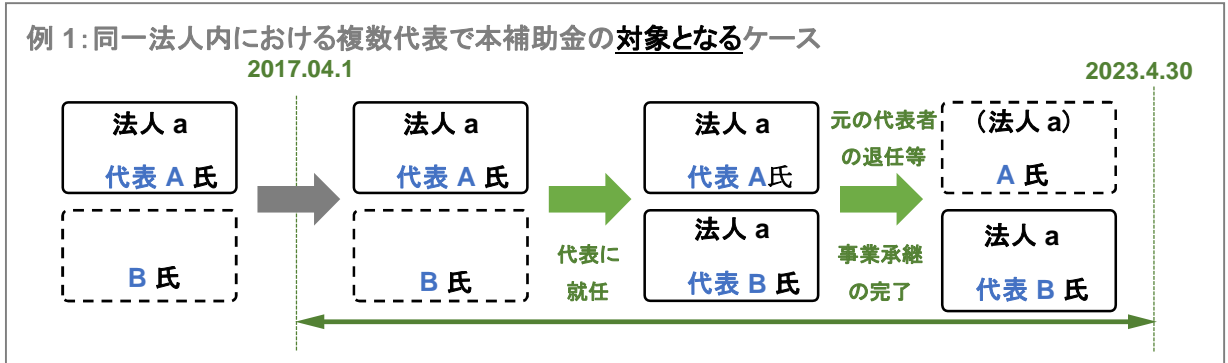 例 1：同一法人内における複数代表で本補助金の対象となるケース
2017.04.1
2023.4.30
法人 a
代表 A 氏
B 氏
法人 a
代表 A 氏
B 氏
代表に
就任
法人 a
代表 A氏
法人 a
代表 B 氏
元の代表者
の退任等
事業承継
の完了
（法人 a）
A 氏
法人 a
代表 B 氏